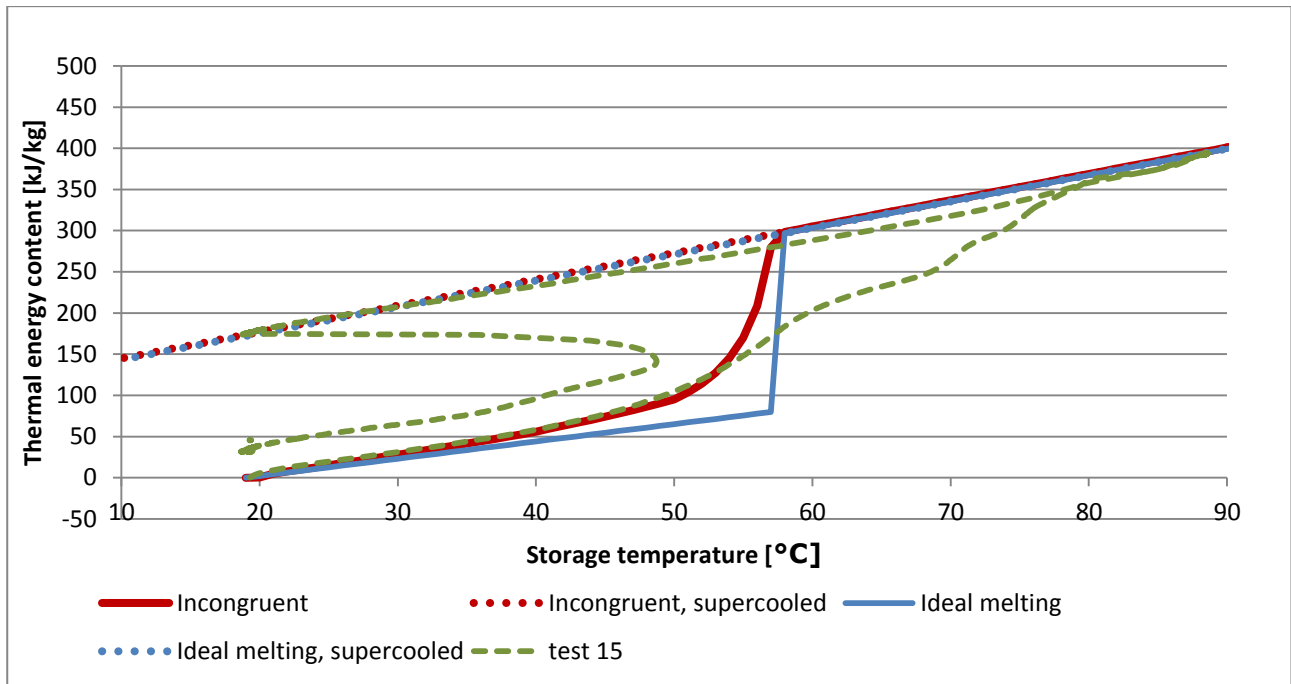 Thermal energy content [kJ/kg]
500
450
400
350
300
250
200
150
100
50
0
-50
10 20 30 40 50 60 70 80 90
Storage temperature [°C]
Incongruent Incongruent, supercooled Ideal melting
Ideal melting, supercooled test 15